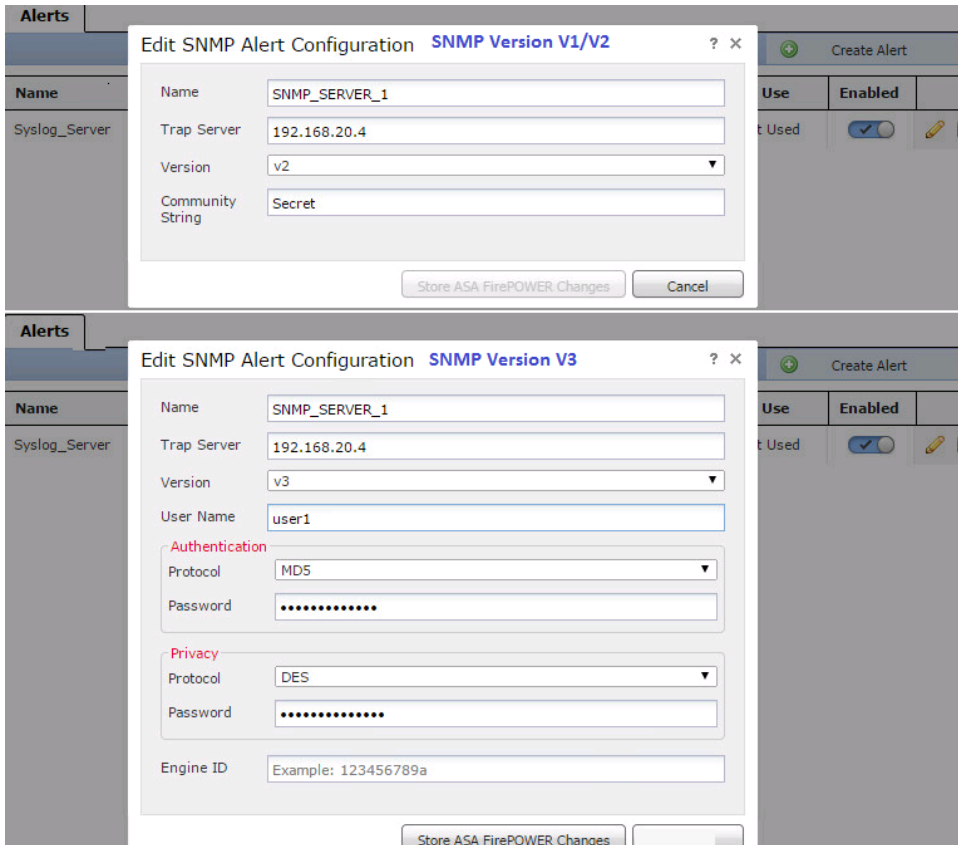 Alerts
Edit SNMP Alert Configuration SNMP Version V1/V2 ? ×
Create Alert
Name Use Enabled
Name SNMP_SERVER_1
Syslog_Server t Used
Trap Server 192.168.20.4
Version v2
Community String Secret
Store ASA FirePOWER Changes Cancel
Alerts
Edit SNMP Alert Configuration SNMP Version V3 ? ×
Create Alert
Name Use Enabled
Name SNMP_SERVER_1
Syslog_Server t Used
Trap Server 192.168.20.4
Version v3
User Name user1
Authentication
Protocol MD5
Password •••••••••••••
Privacy
Protocol DES
Password ••••••••••••••
Engine ID Example: 123456789a
Store ASA FirePOWER Changes